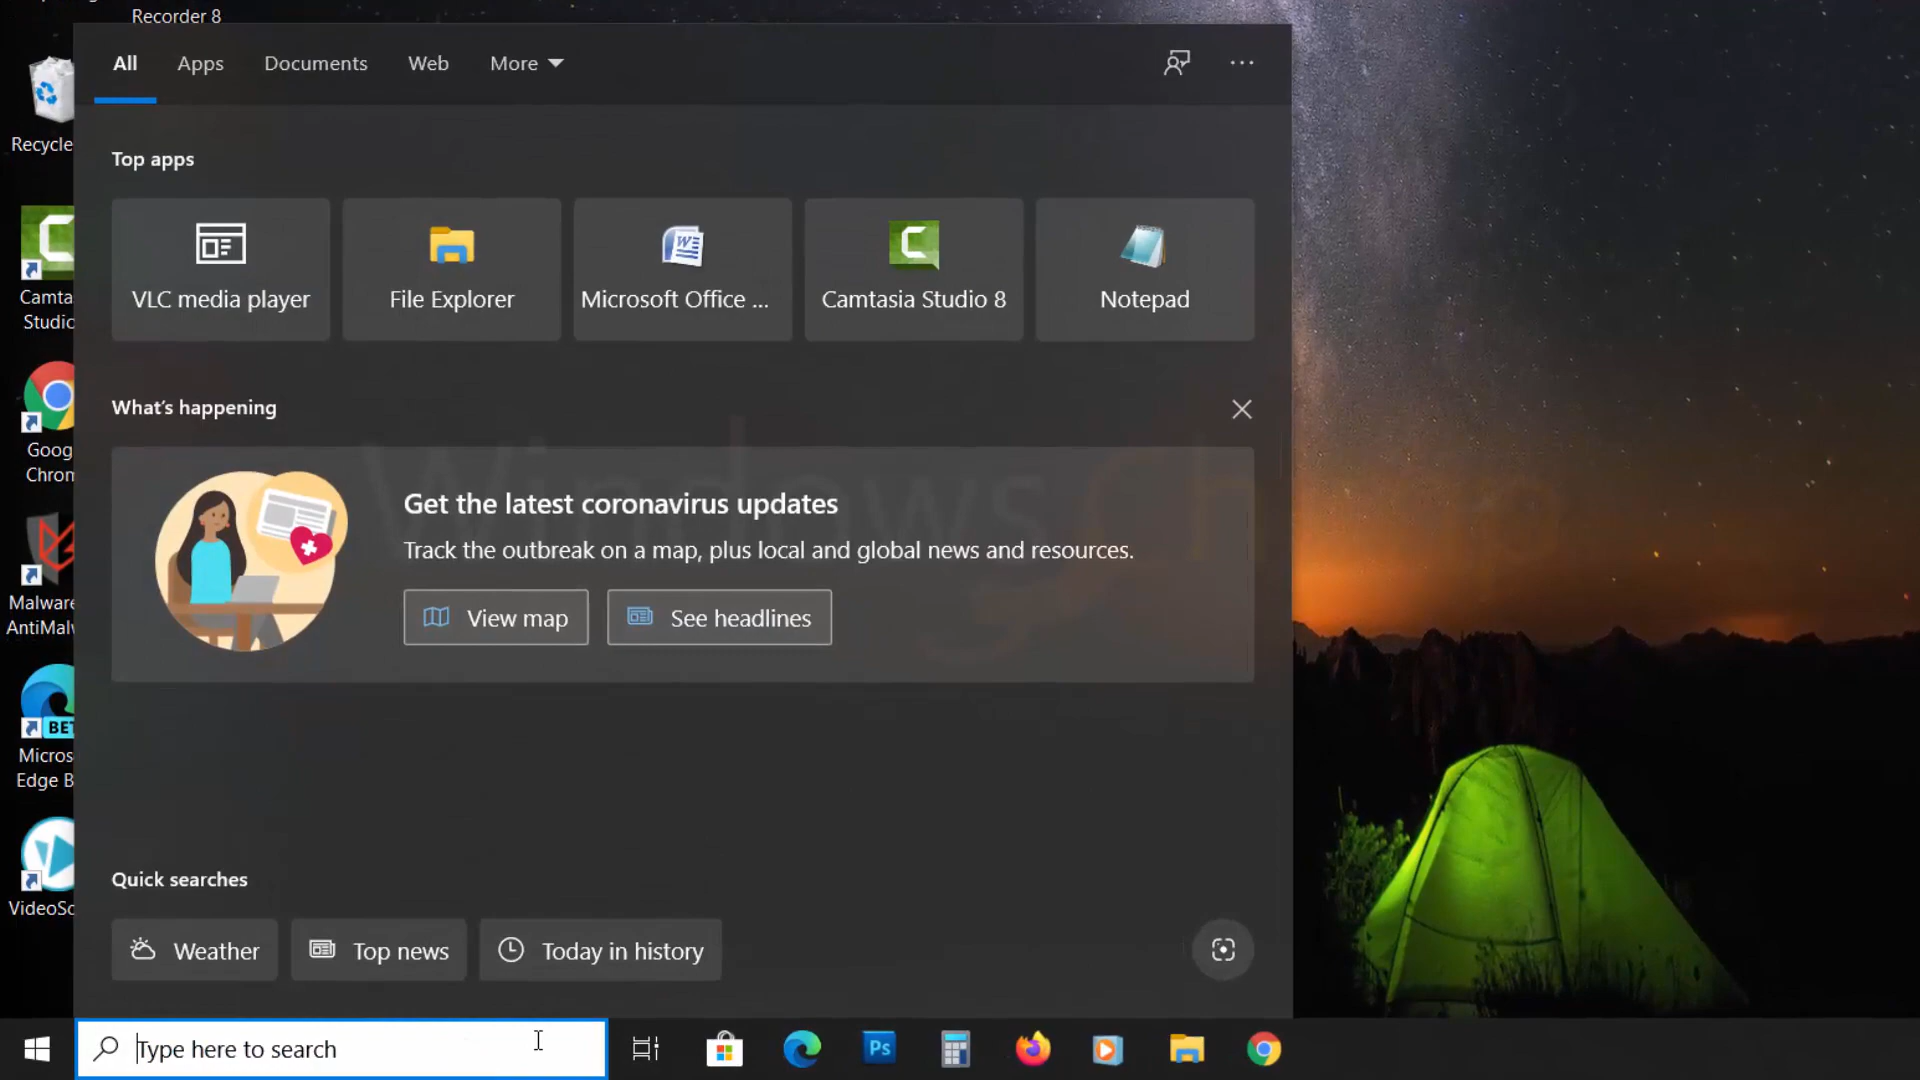 Recorder 8
All Apps Documents Web More
Recycle
Top apps
VLC media player File Explorer Microsoft Office ... Camtasia Studio 8 Notepad
Camta
Studio
What's happening
Goog
Chrom
Get the latest coronavirus updates
Track the outbreak on a map, plus local and global news and resources.
View map See headlines
Malware
AntiMalw
BET
Micros
Edge B
Quick searches
VideoSc
Weather Top news Today in history
Type here to search
Ps